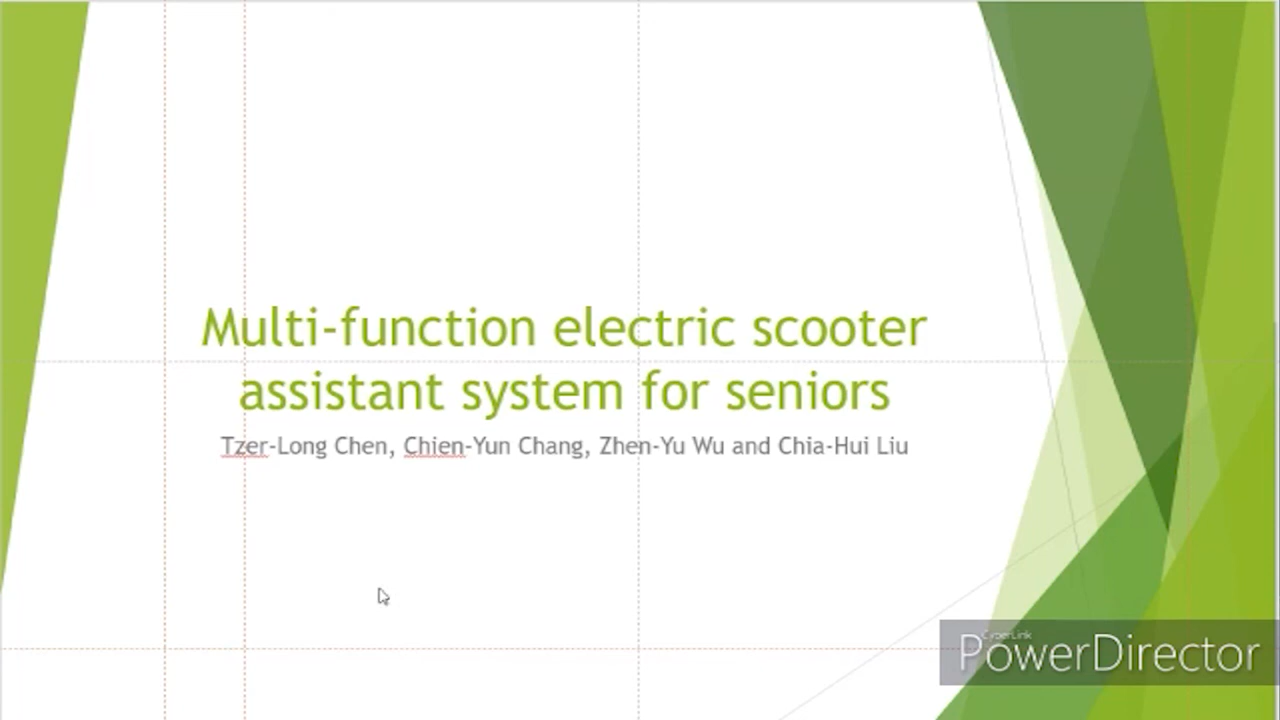 Multi-function electric scooter
assistant system for seniors
Tzer-Long Chen, Chien-Yun Chang, Zhen-Yu Wu and Chia-Hui Liu
CyberLink
PowerDirector